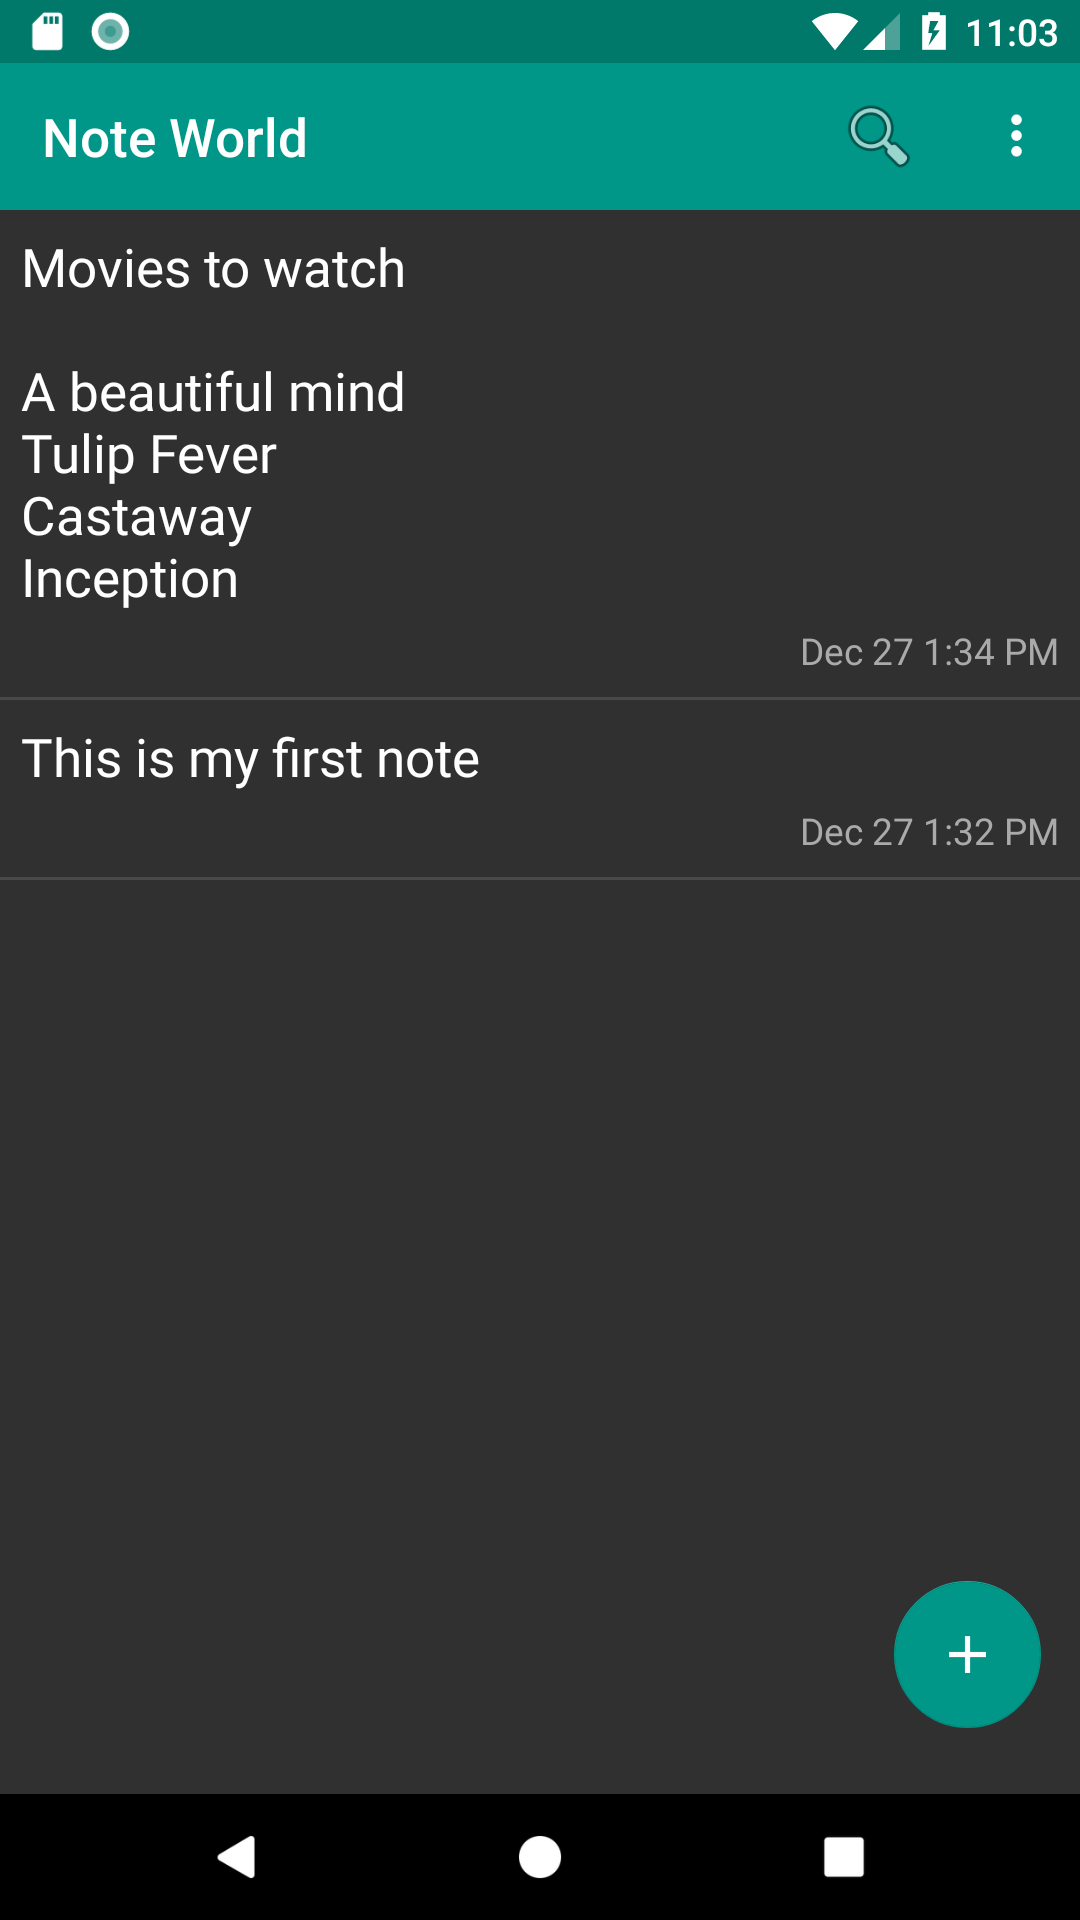 11:03
Note World
Movies to watch
A beautiful mind
Tulip Fever
Castaway
Inception
Dec 27 1:34 PM
This is my first note
Dec 27 1:32 PM